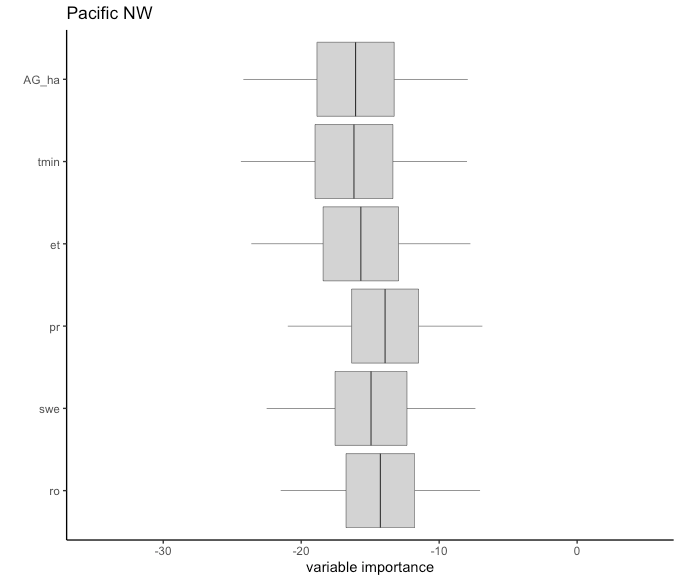 Pacific NW
AG_ha
tmin
et
pr
swe
ro
-30 -20 -10 0
variable importance